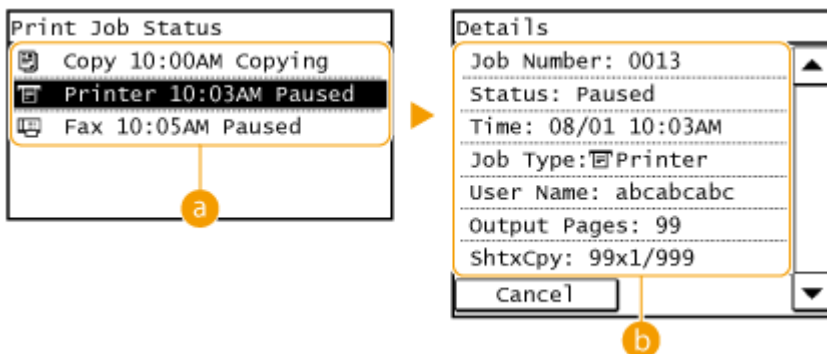 Print Job Status
Copy 10:00AM Copying
Printer 10:03AM Paused
Fax 10:05AM Paused
a
Details
Job Number: 0013
Status: Paused
Time: 08/01 10:03AM
Job Type: Printer
User Name: abcabcabc
Output Pages: 99
ShtxCpy: 99x1/999
Cancel
b